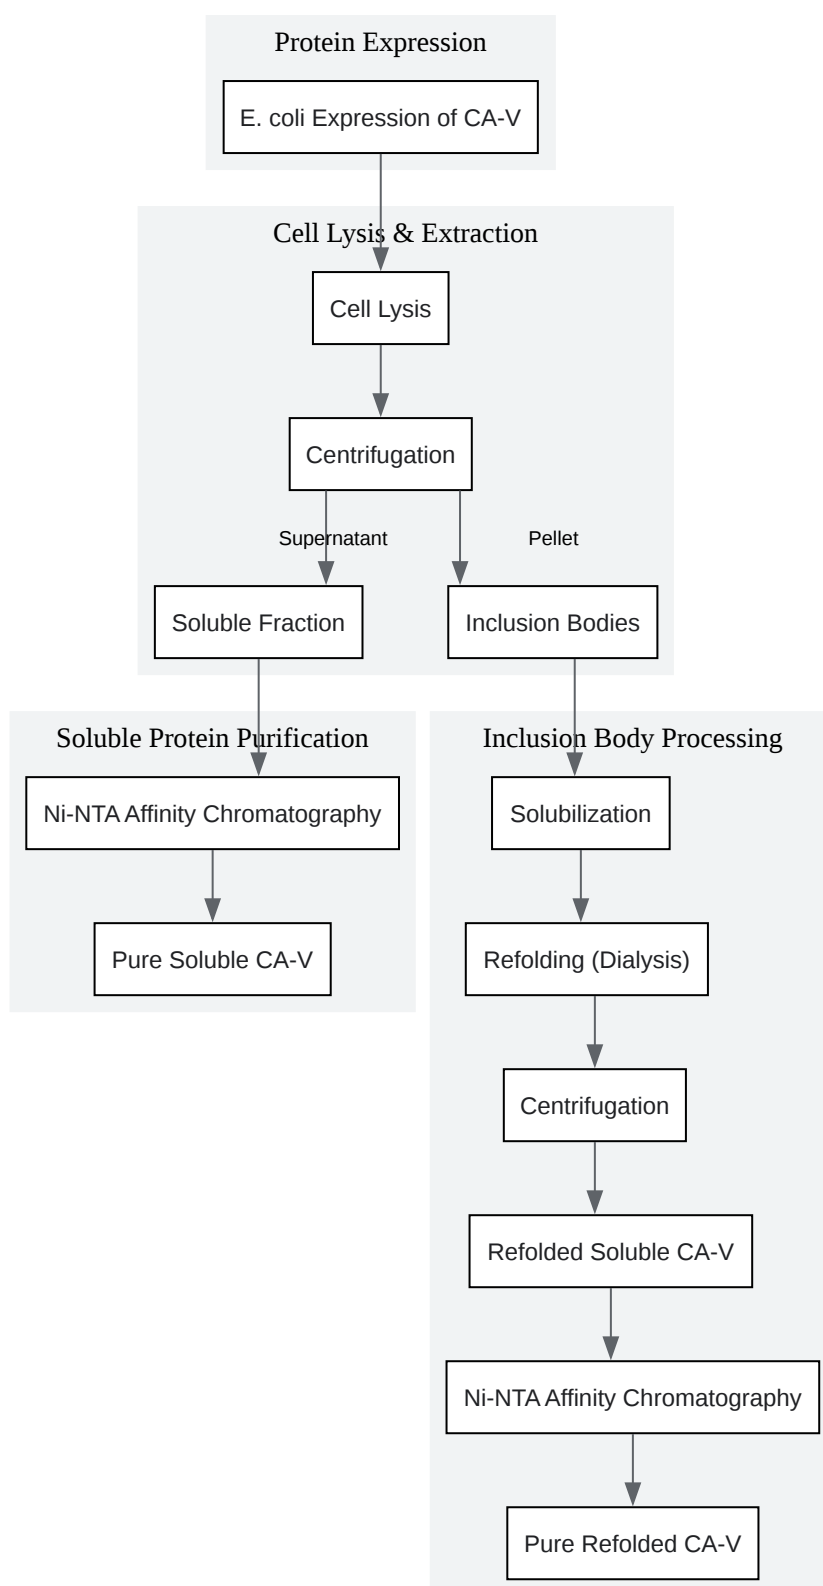 Protein Expression
E. coli Expression of CA-V
Cell Lysis & Extraction
Cell Lysis
Centrifugation
Supernatant
Pellet
Soluble Fraction
Inclusion Bodies
Soluble Protein Purification
Ni-NTA Affinity Chromatography
Pure Soluble CA-V
Inclusion Body Processing
Solubilization
Refolding (Dialysis)
Centrifugation
Refolded Soluble CA-V
Ni-NTA Affinity Chromatography
Pure Refolded CA-V